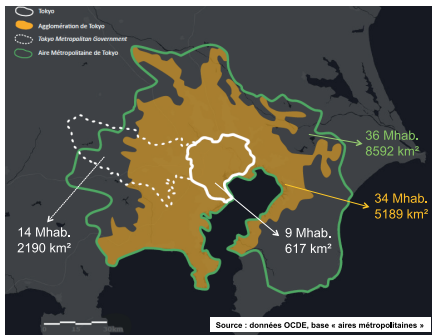 Tokyo
Agglomération de Tokyo
Tokyo Metropolitan Government
Aire Métropolitaine de Tokyo
36 Mhab.
8592 km²
34 Mhab.
5189 km²
14 Mhab.
2190 km²
9 Mhab.
617 km²
Source : données OCDE, base « aires métropolitaines »